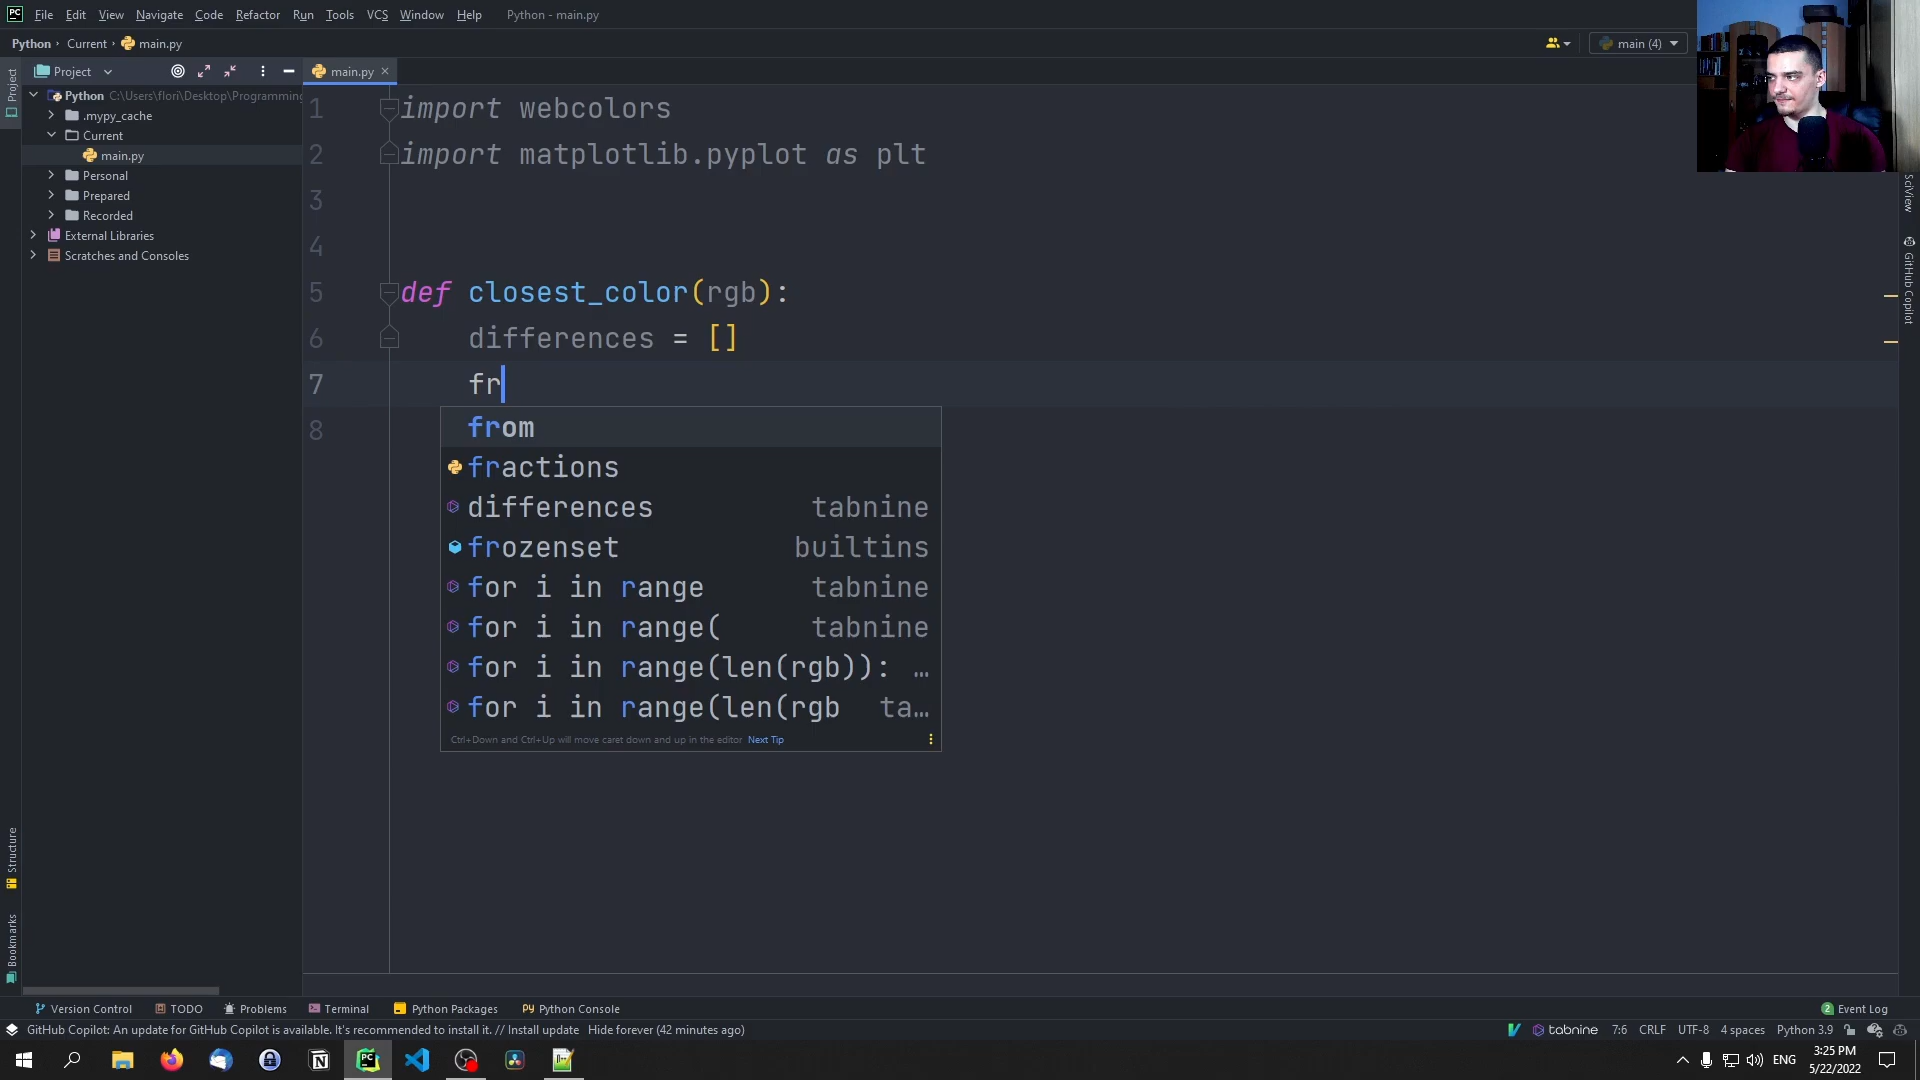 PC File Edit View Navigate Code Refactor Run Tools VCS Window Help Python - main.py
Python Current main.py main (4)
Project main.py
Project
Python C:\Users\flori\Desktop\Programming
.mypy_cache
Current
main.py
Personal
Prepared
Recorded
External Libraries
Scratches and Consoles
1 import webcolors
2 import matplotlib.pyplot as plt
3
4
5 def closest_color(rgb):
6 differences = []
7 fr
8
from
fractions
differences tabnine
frozenset builtins
for i in range tabnine
for i in range( tabnine
for i in range(len(rgb)): …
for i in range(len(rgb ta…
Ctrl+Down and Ctrl+Up will move caret down and up in the editor Next Tip
SciView
GitHub Copilot
Structure
Bookmarks
Version Control TODO Problems Terminal Python Packages Python Console 2 Event Log
GitHub Copilot: An update for GitHub Copilot is available. It's recommended to install it. // Install update Hide forever (42 minutes ago) tabnine 7:6 CRLF UTF-8 4 spaces Python 3.9
PC ENG 3:25 PM
5/22/2022